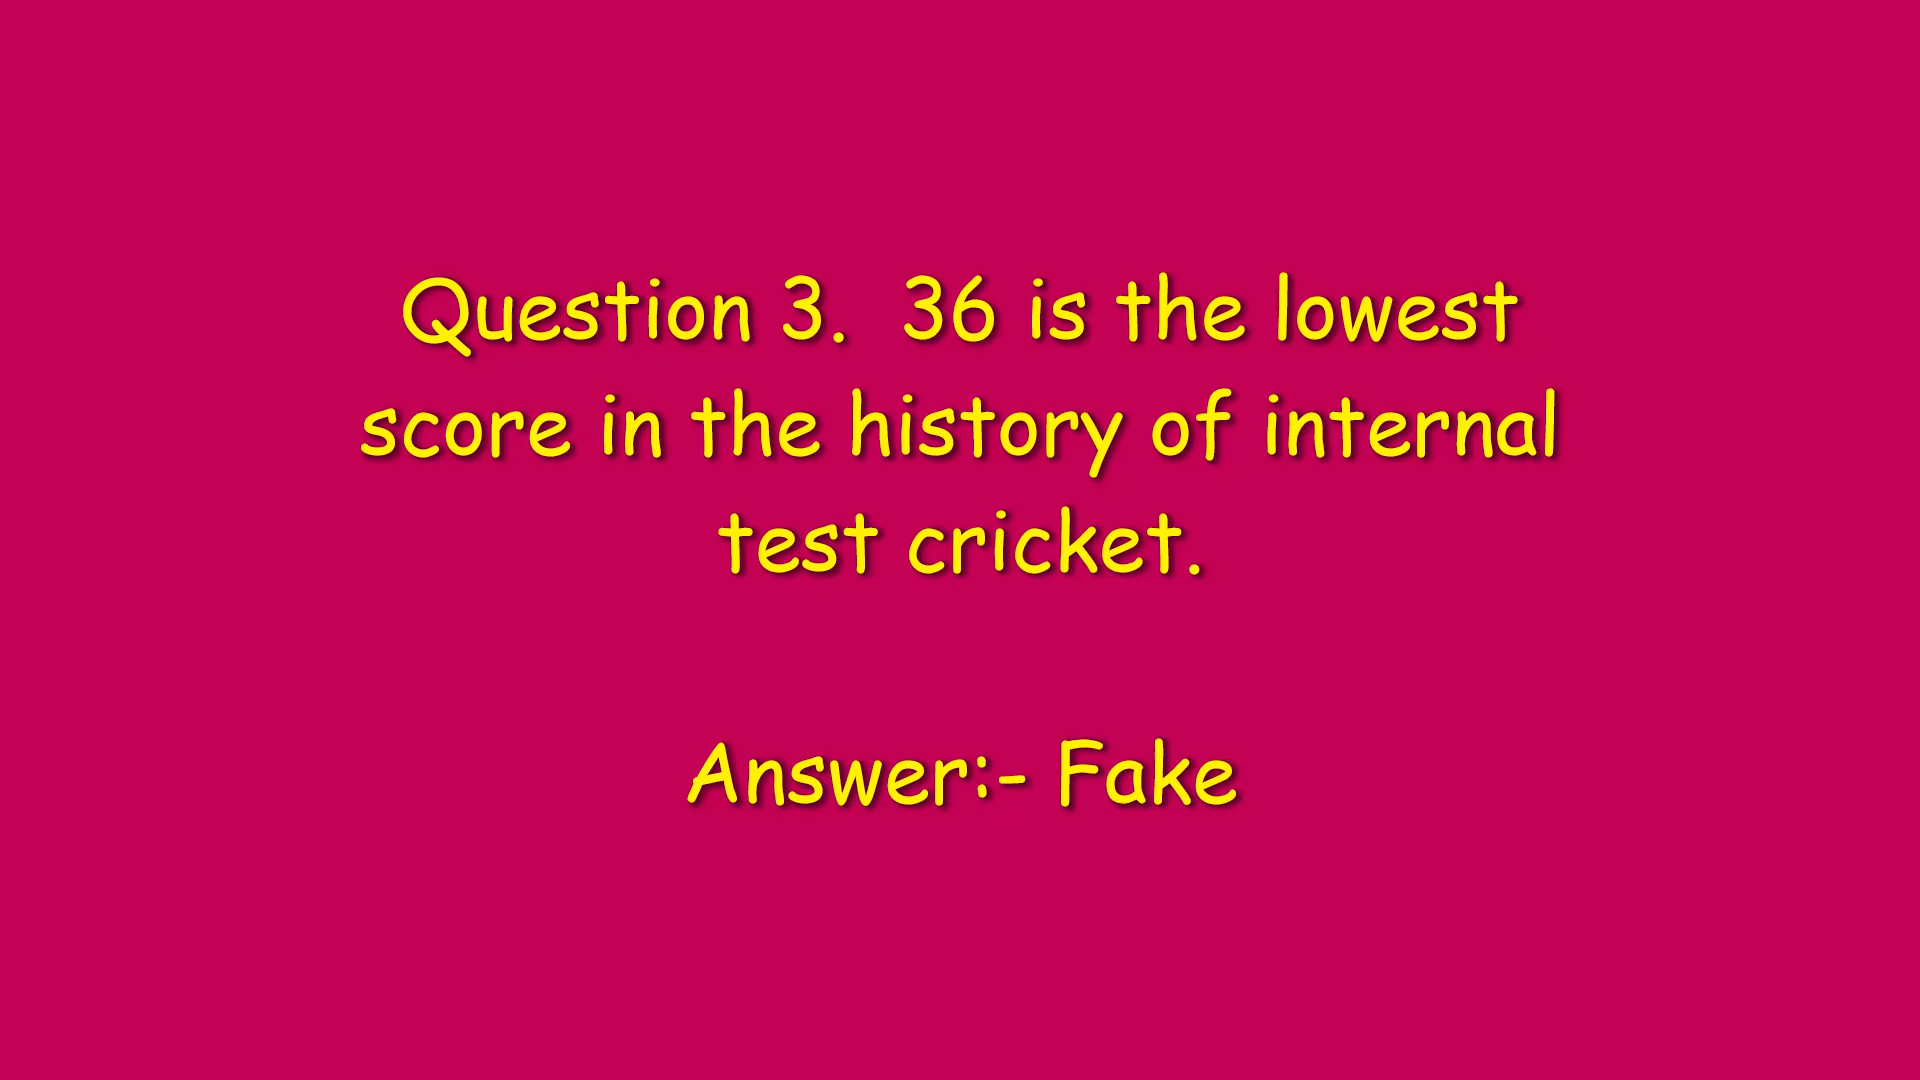 Question 3.  36 is the lowest
score in the history of internal
test cricket.
Answer:- Fake